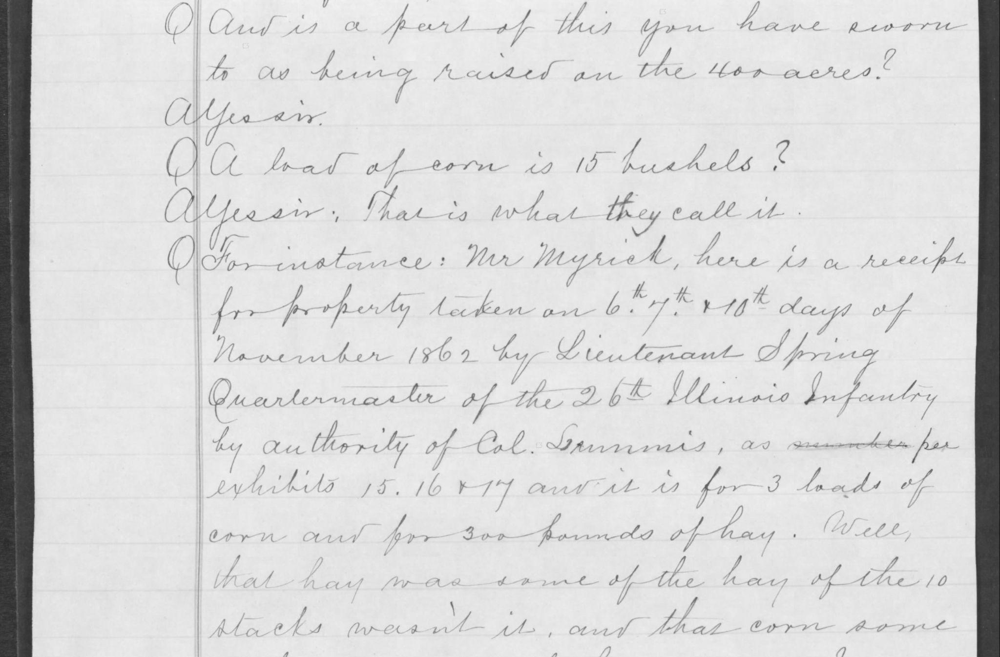 Q And is a part of this you have sworn
to as being raised on the 400 acres?
A Yes sir.
Q A load of corn is 15 bushels?
A Yes sir; That is what they call it.
Q For instance: Mr Myrick, here is a receipt
for property taken on 6th. 7th. & 10th days of
November 1862 by Lieutenant Spring
Quartermaster of the 26th Illinois Infantry
by authority of Col. , as number per
exhibits 15. 16 & 17 and it is for 3 loads of
corn and for 300 pounds of hay. Well,
that hay was some of the hay of the 10
stacks wasn't it, and that corn some